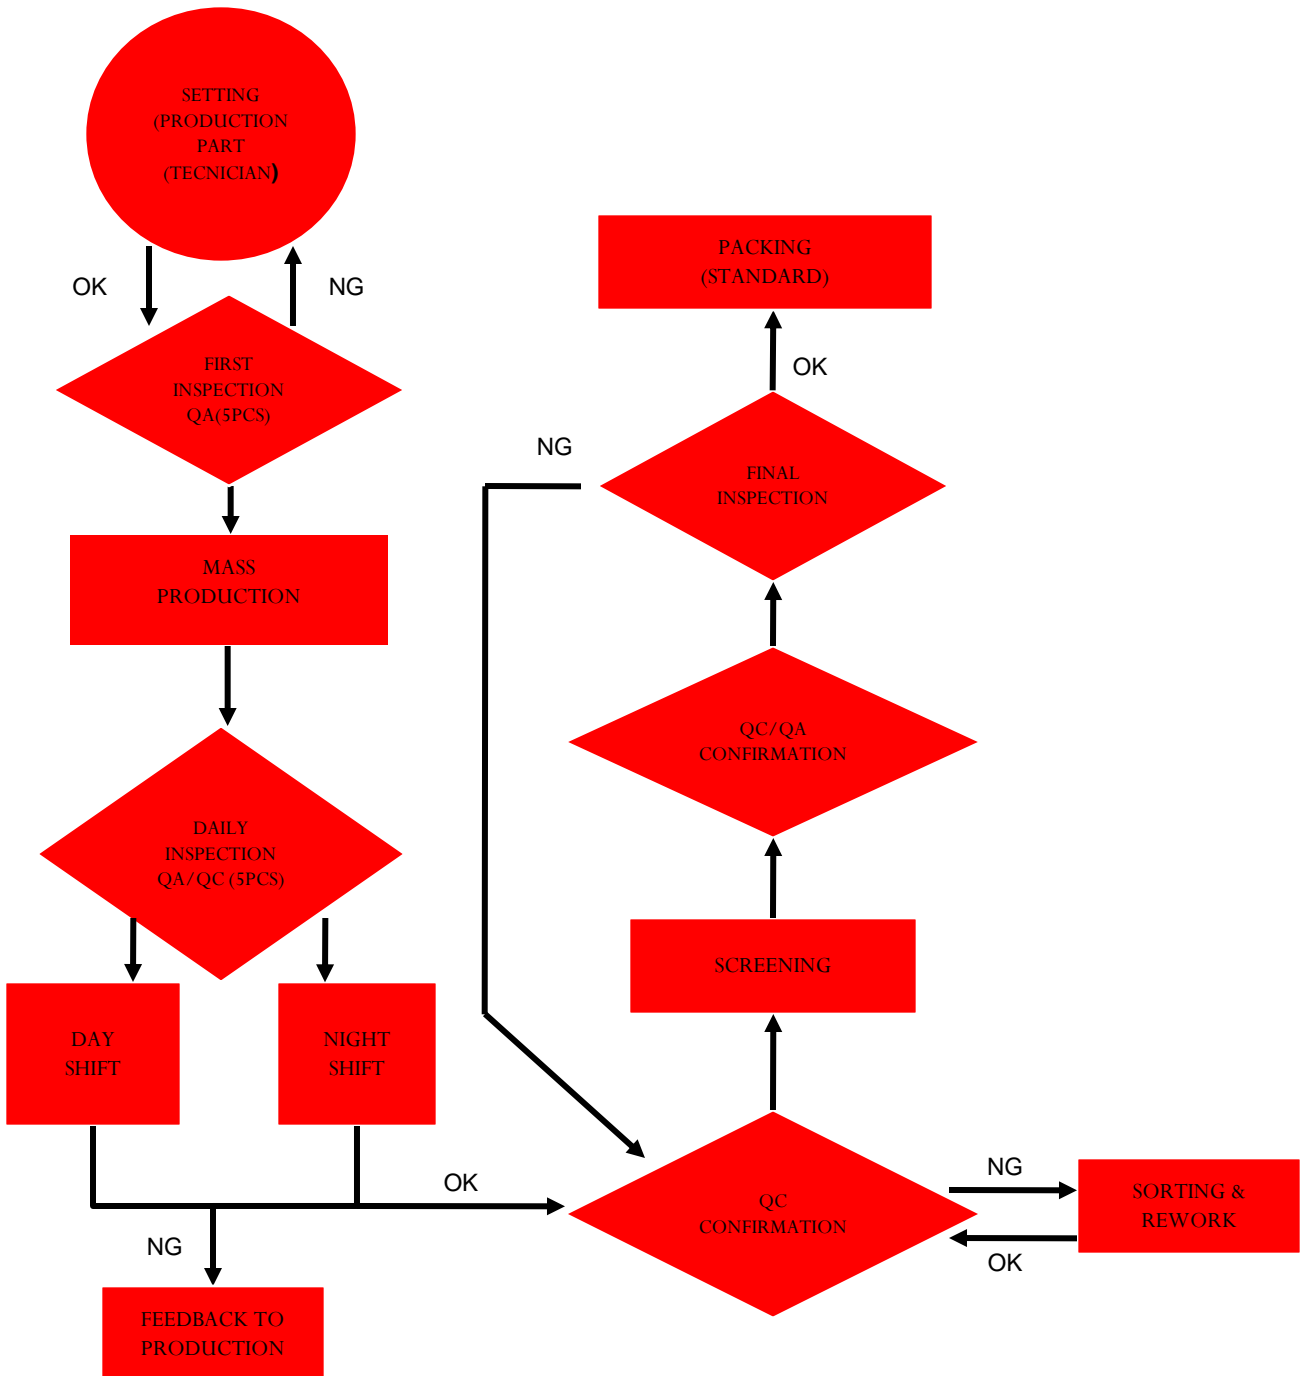 SETTING
(PRODUCTION
PART
(TECNICIAN)
OK
NG
FIRST
INSPECTION
QA(5PCS)
MASS
PRODUCTION
DAILY
INSPECTION
QA/QC (5PCS)
DAY
SHIFT
NIGHT
SHIFT
OK
NG
FEEDBACK TO
PRODUCTION
PACKING
(STANDARD)
OK
NG
FINAL
INSPECTION
QC/QA
CONFIRMATION
SCREENING
QC
CONFIRMATION
NG
OK
SORTING &
REWORK